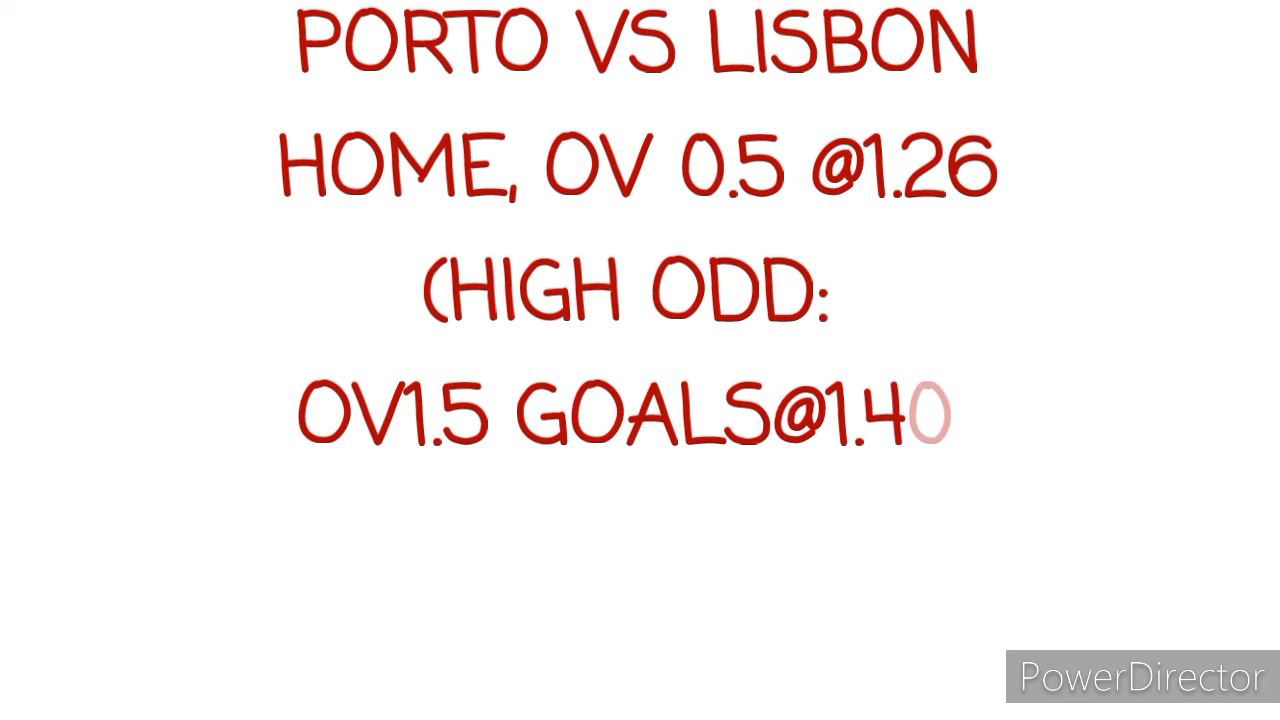 PORTO VS LISBON
HOME, OV 0.5 @1.26
(HIGH ODD:
OV1.5 GOALS@1.40
PowerDirector